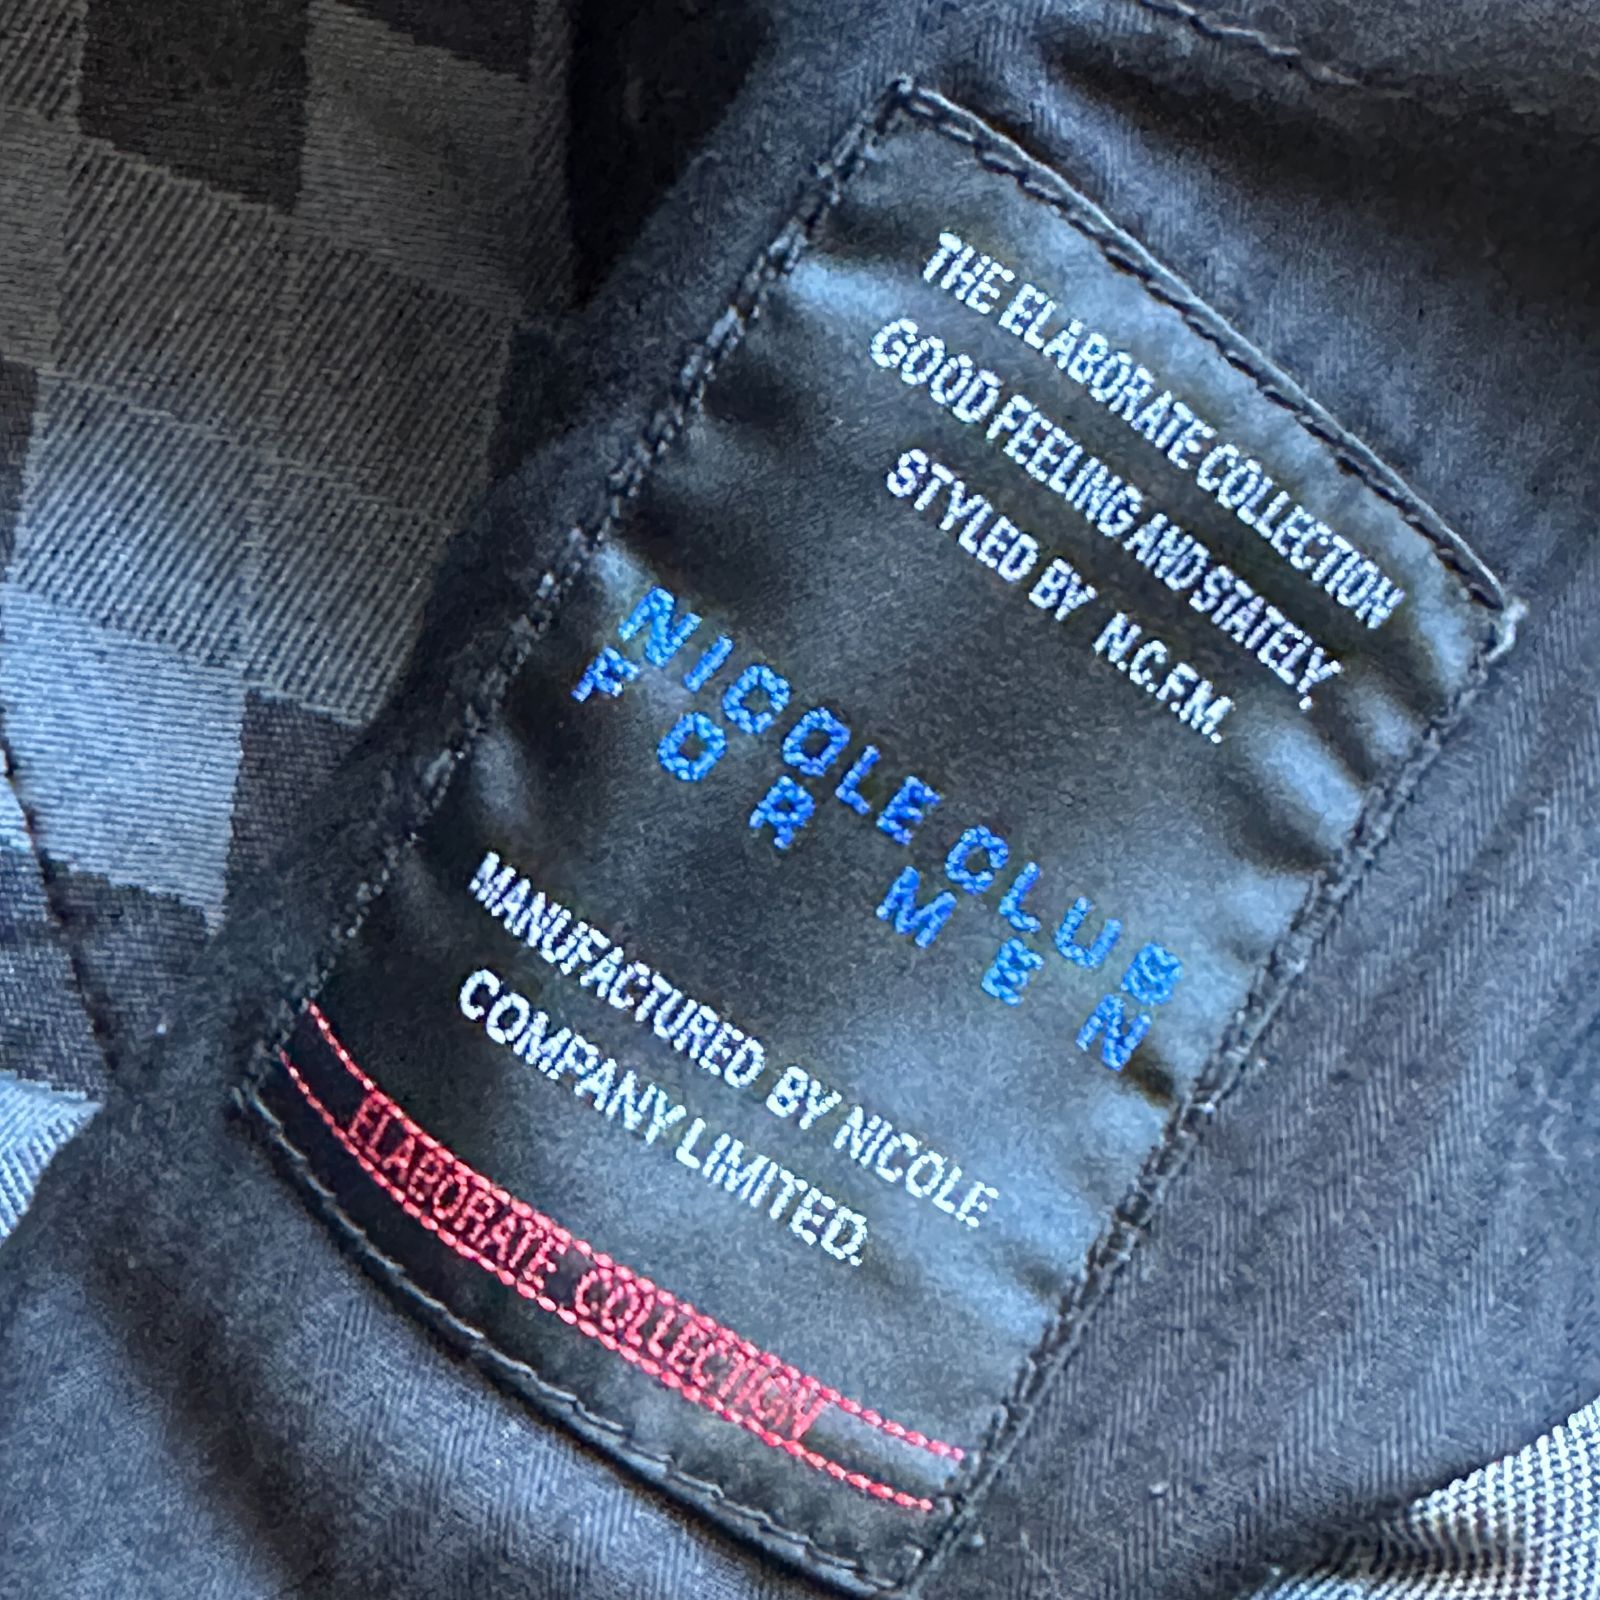 THE ELABORATE COLLECTION
GOOD FEELING AND STATELY,
STYLED BY N.C.F.M.
NICOLE CLUB
FOR MEN
MANUFACTURED BY NICOLE
COMPANY LIMITED.
ELABORATE COLLECTION